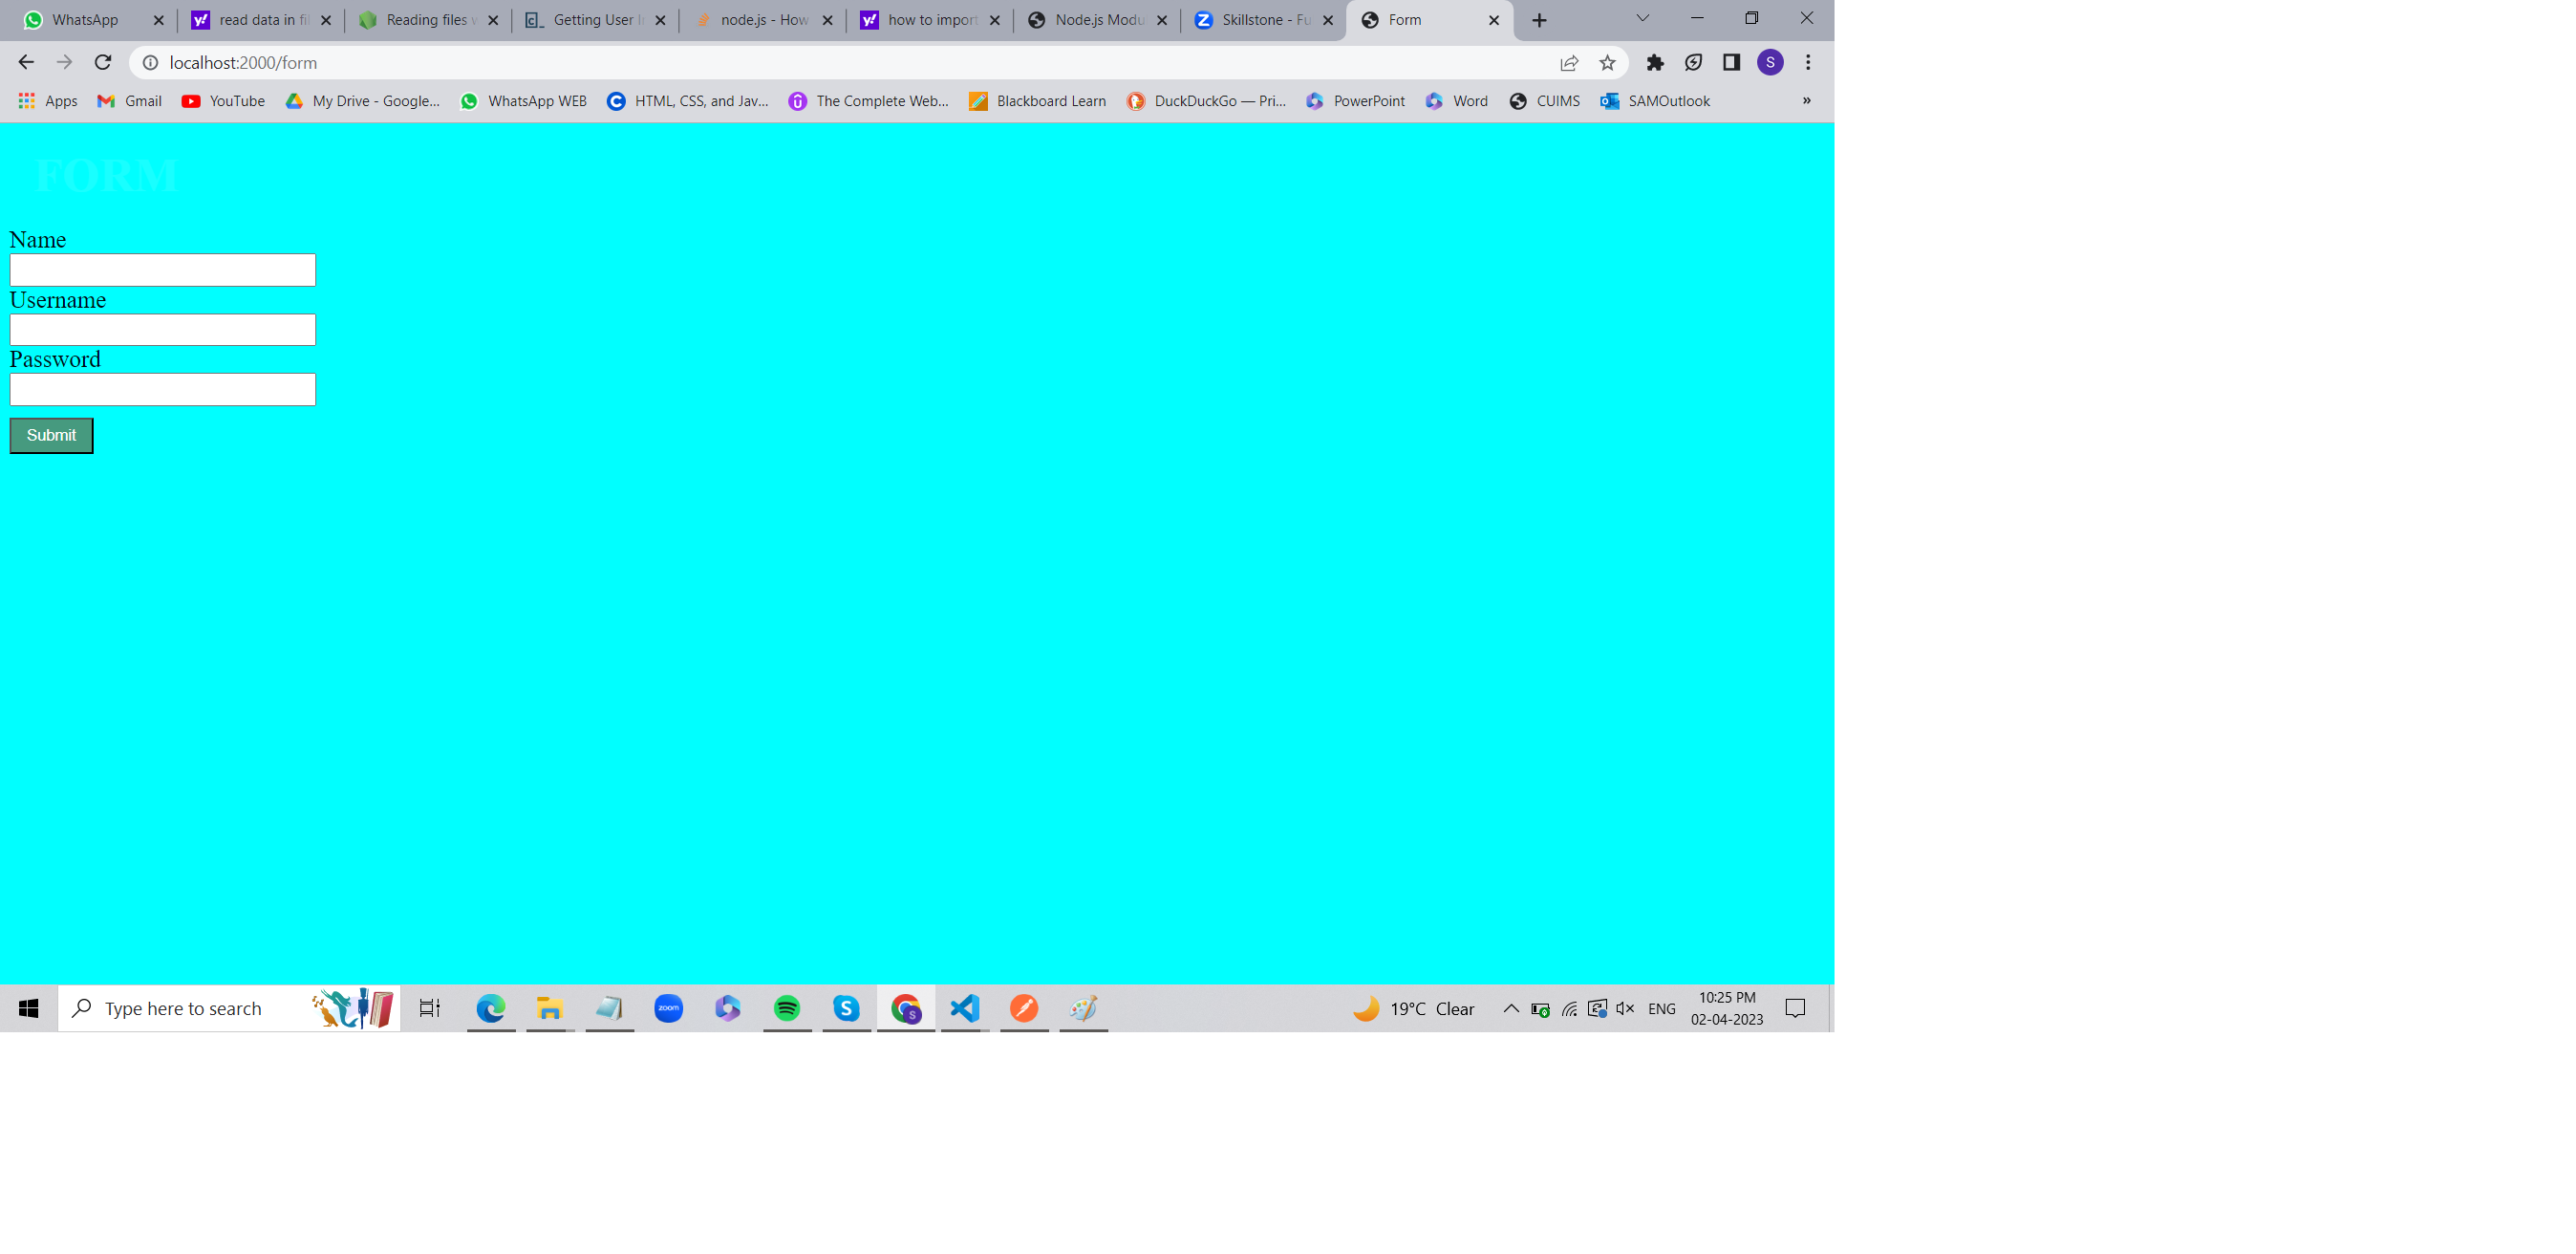 WhatsApp
read data in fil
Reading files w
Getting User I
node.js - How
how to import
Node.js Modu
Skillstone - Fu
Form
localhost:2000/form
S
Apps
Gmail
YouTube
My Drive - Google...
WhatsApp WEB
HTML, CSS, and Jav...
The Complete Web...
Blackboard Learn
DuckDuckGo — Pri...
PowerPoint
Word
CUIMS
SAMOutlook
»
FORM
Name
Username
Password
Submit
Type here to search
zoom
19°C Clear
ENG
10:25 PM
02-04-2023